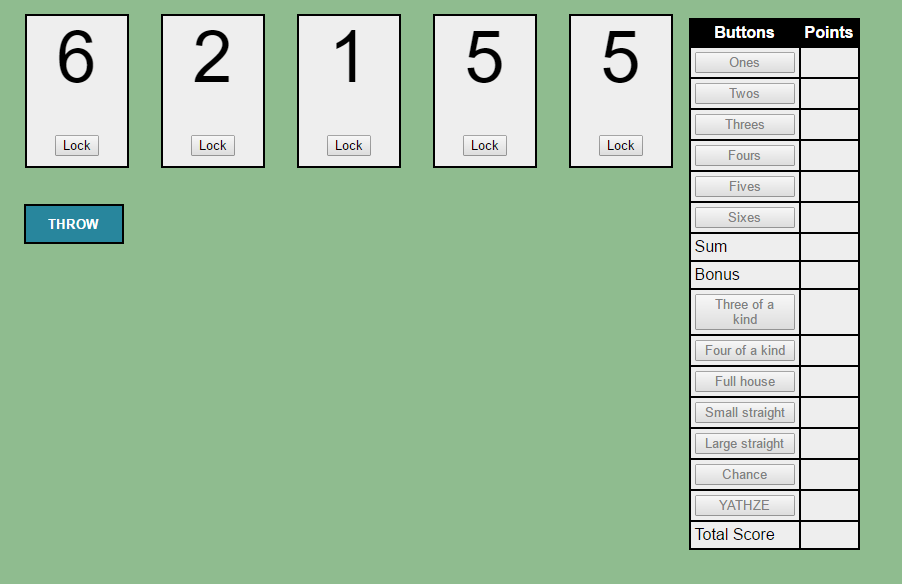 6 2 1 5 5
Lock Lock Lock Lock Lock
THROW
Buttons Points
Ones
Twos
Threes
Fours
Fives
Sixes
Sum
Bonus
Three of a
kind
Four of a kind
Full house
Small straight
Large straight
Chance
YATHZE
Total Score